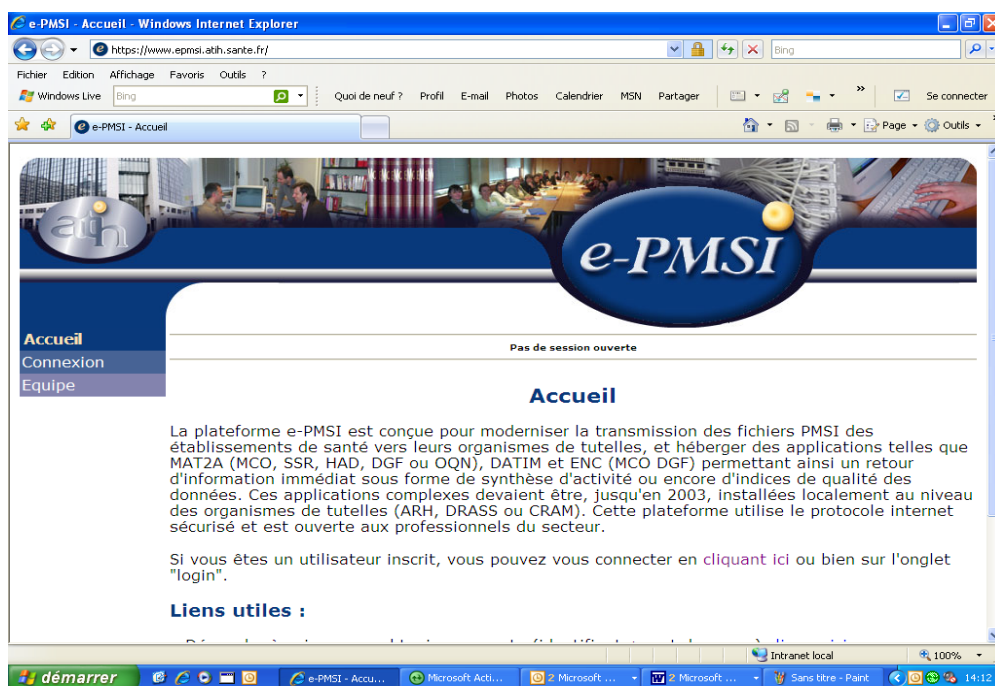 e-PMSI - Accueil - Windows Internet Explorer
https://www.epmsi.atih.sante.fr/
Bing
Fichier Edition Affichage Favoris Outils ?
Windows Live Bing Quoi de neuf ? Profil E-mail Photos Calendrier MSN Partager » Se connecter
e-PMSI - Accueil Page Outils
atih
e-PMSI
Accueil
Connexion
Equipe
Pas de session ouverte
Accueil
La plateforme e-PMSI est conçue pour moderniser la transmission des fichiers PMSI des
établissements de santé vers leurs organismes de tutelles, et héberger des applications telles que
MAT2A (MCO, SSR, HAD, DGF ou OQN), DATIM et ENC (MCO DGF) permettant ainsi un retour
d'information immédiat sous forme de synthèse d'activité ou encore d'indices de qualité des
données. Ces applications complexes devaient être, jusqu'en 2003, installées localement au niveau
des organismes de tutelles (ARH, DRASS ou CRAM). Cette plateforme utilise le protocole internet
sécurisé et est ouverte aux professionnels du secteur.
Si vous êtes un utilisateur inscrit, vous pouvez vous connecter en cliquant ici ou bien sur l'onglet
"login".
Liens utiles :
Intranet local 100%
démarrer e-PMSI - Accu... Microsoft Acti... 2 Microsoft ... 2 Microsoft ... Sans titre - Paint 14:12